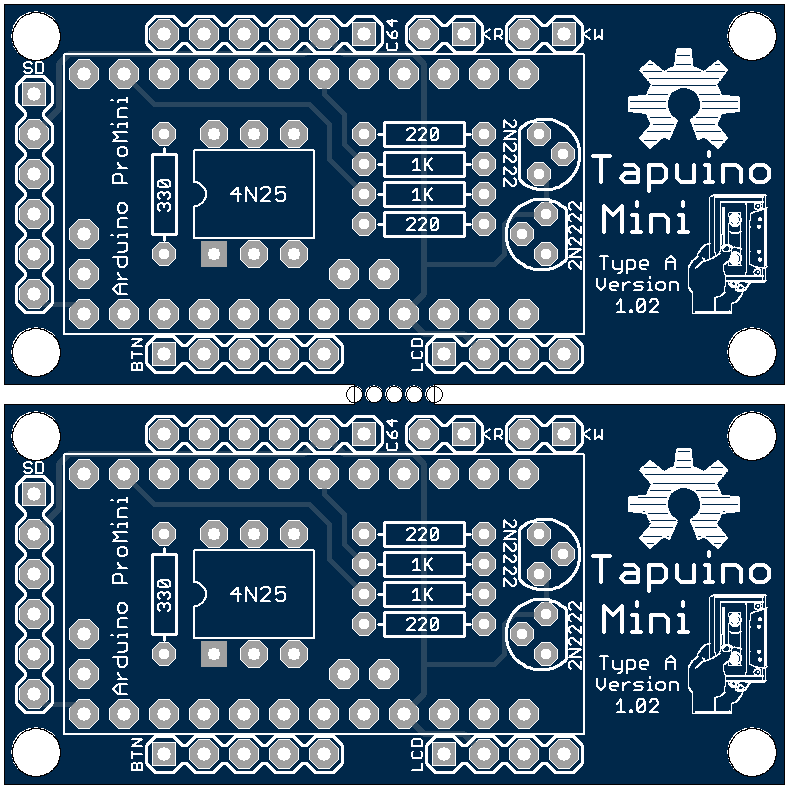 C64
KR
KW
SD
Arduino ProMini
330
4N25
220
1K
1K
220
2N2222
2N2222
Tapuino
Mini
Type A
Version
1.02
BTN
LCD
C64
KR
KW
SD
Arduino ProMini
330
4N25
220
1K
1K
220
2N2222
2N2222
Tapuino
Mini
Type A
Version
1.02
BTN
LCD